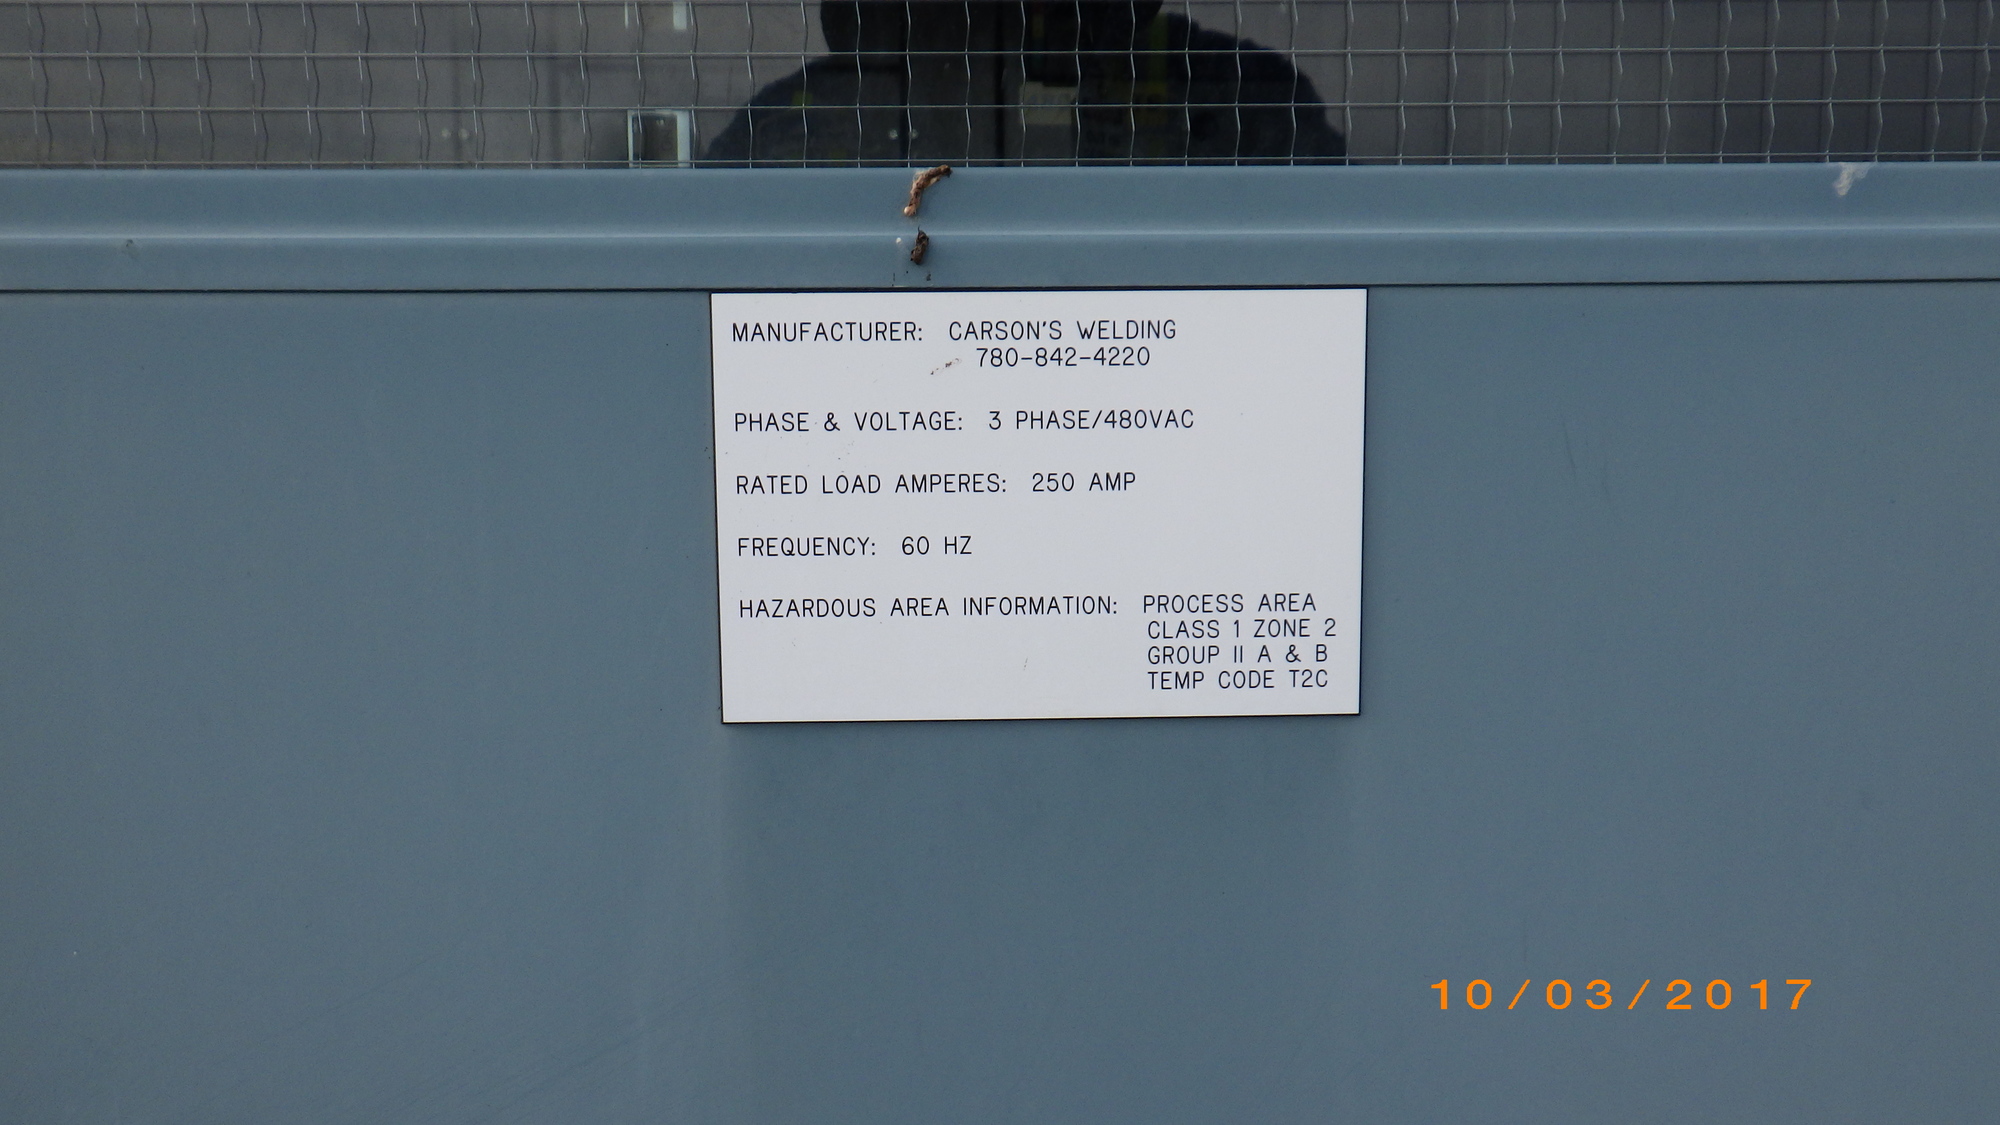 MANUFACTURER: CARSON'S WELDING
780-842-4220
PHASE & VOLTAGE: 3 PHASE/480VAC
RATED LOAD AMPERES: 250 AMP
FREQUENCY: 60 HZ
HAZARDOUS AREA INFORMATION: PROCESS AREA
CLASS 1 ZONE 2
GROUP II A & B
TEMP CODE T2C
10/03/2017